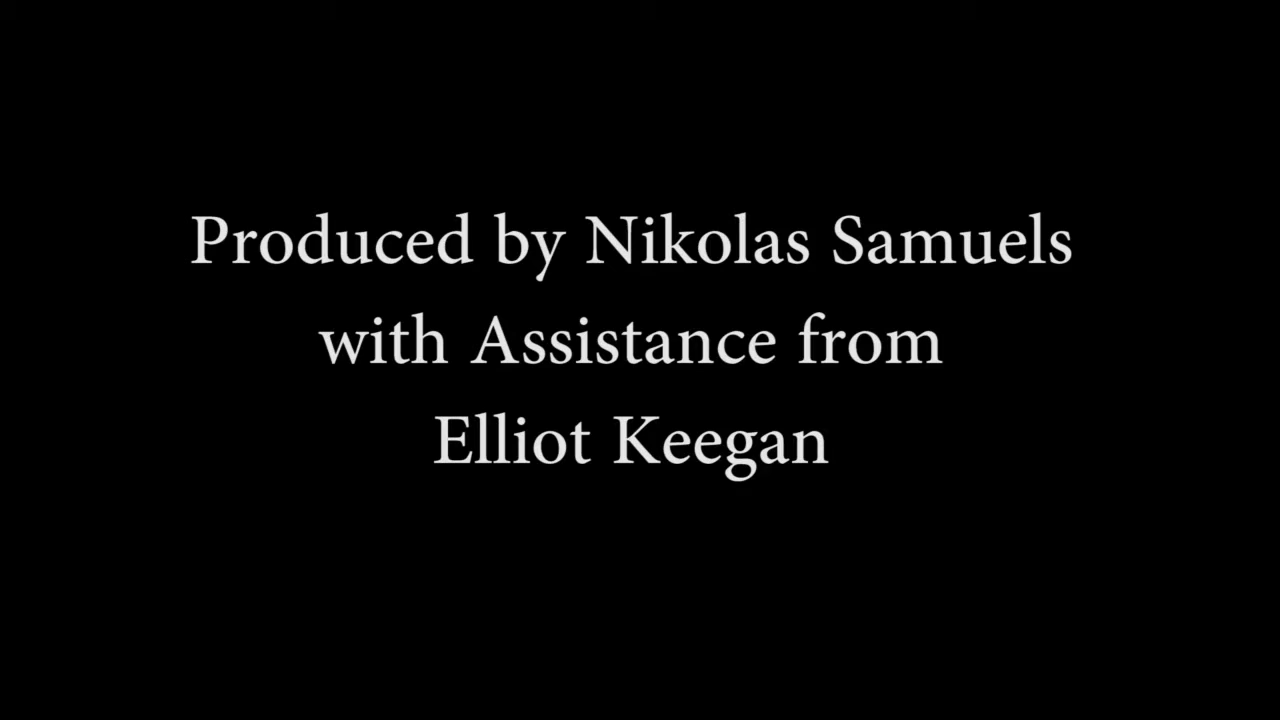 Produced by Nikolas Samuels
with Assistance from
Elliot Keegan